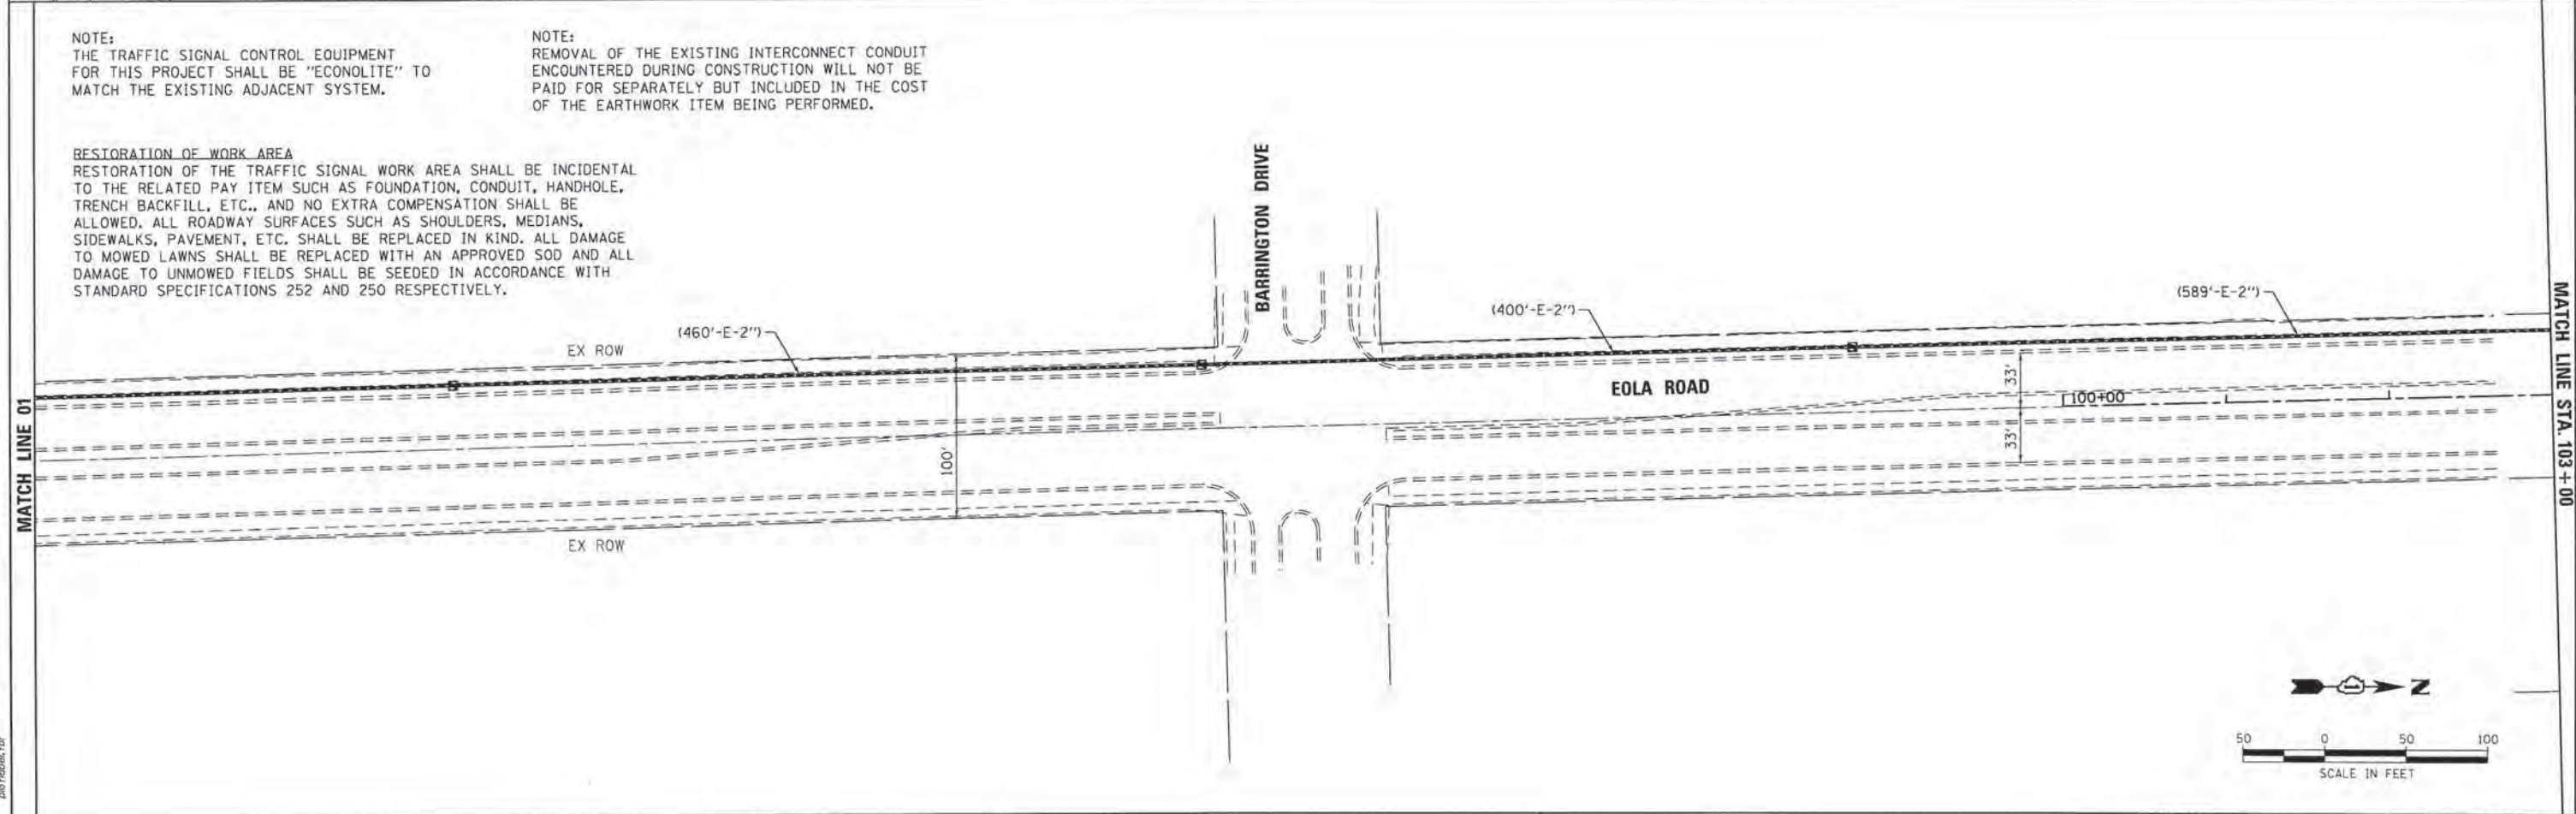 NOTE:
THE TRAFFIC SIGNAL CONTROL EQUIPMENT
FOR THIS PROJECT SHALL BE "ECONOLITE" TO
MATCH THE EXISTING ADJACENT SYSTEM.
NOTE:
REMOVAL OF THE EXISTING INTERCONNECT CONDUIT
ENCOUNTERED DURING CONSTRUCTION WILL NOT BE
PAID FOR SEPARATELY BUT INCLUDED IN THE COST
OF THE EARTHWORK ITEM BEING PERFORMED.
RESTORATION OF WORK AREA
RESTORATION OF THE TRAFFIC SIGNAL WORK AREA SHALL BE INCIDENTAL
TO THE RELATED PAY ITEM SUCH AS FOUNDATION, CONDUIT, HANDHOLE,
TRENCH BACKFILL, ETC., AND NO EXTRA COMPENSATION SHALL BE
ALLOWED. ALL ROADWAY SURFACES SUCH AS SHOULDERS, MEDIANS,
SIDEWALKS, PAVEMENT, ETC. SHALL BE REPLACED IN KIND. ALL DAMAGE
TO MOWED LAWNS SHALL BE REPLACED WITH AN APPROVED SOD AND ALL
DAMAGE TO UNMOWED FIELDS SHALL BE SEEDED IN ACCORDANCE WITH
STANDARD SPECIFICATIONS 252 AND 250 RESPECTIVELY.
BARRINGTON DRIVE
(460'-E-2")
(400'-E-2")
(589'-E-2")
EX ROW
EOLA ROAD
33'
100+00
33'
100'
EX ROW
MATCH LINE 01
MATCH LINE STA. 103+00
N
50 0 50 100
SCALE IN FEET